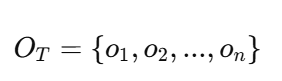 O_T = {o_1, o_2, ..., o_n}